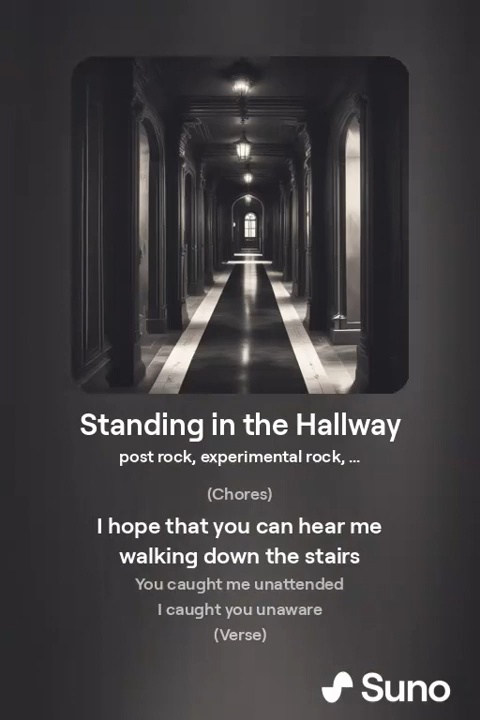 Standing in the Hallway
post rock, experimental rock, ...
(Chores)
I hope that you can hear me
walking down the stairs
You caught me unattended
I caught you unaware
(Verse)
Suno